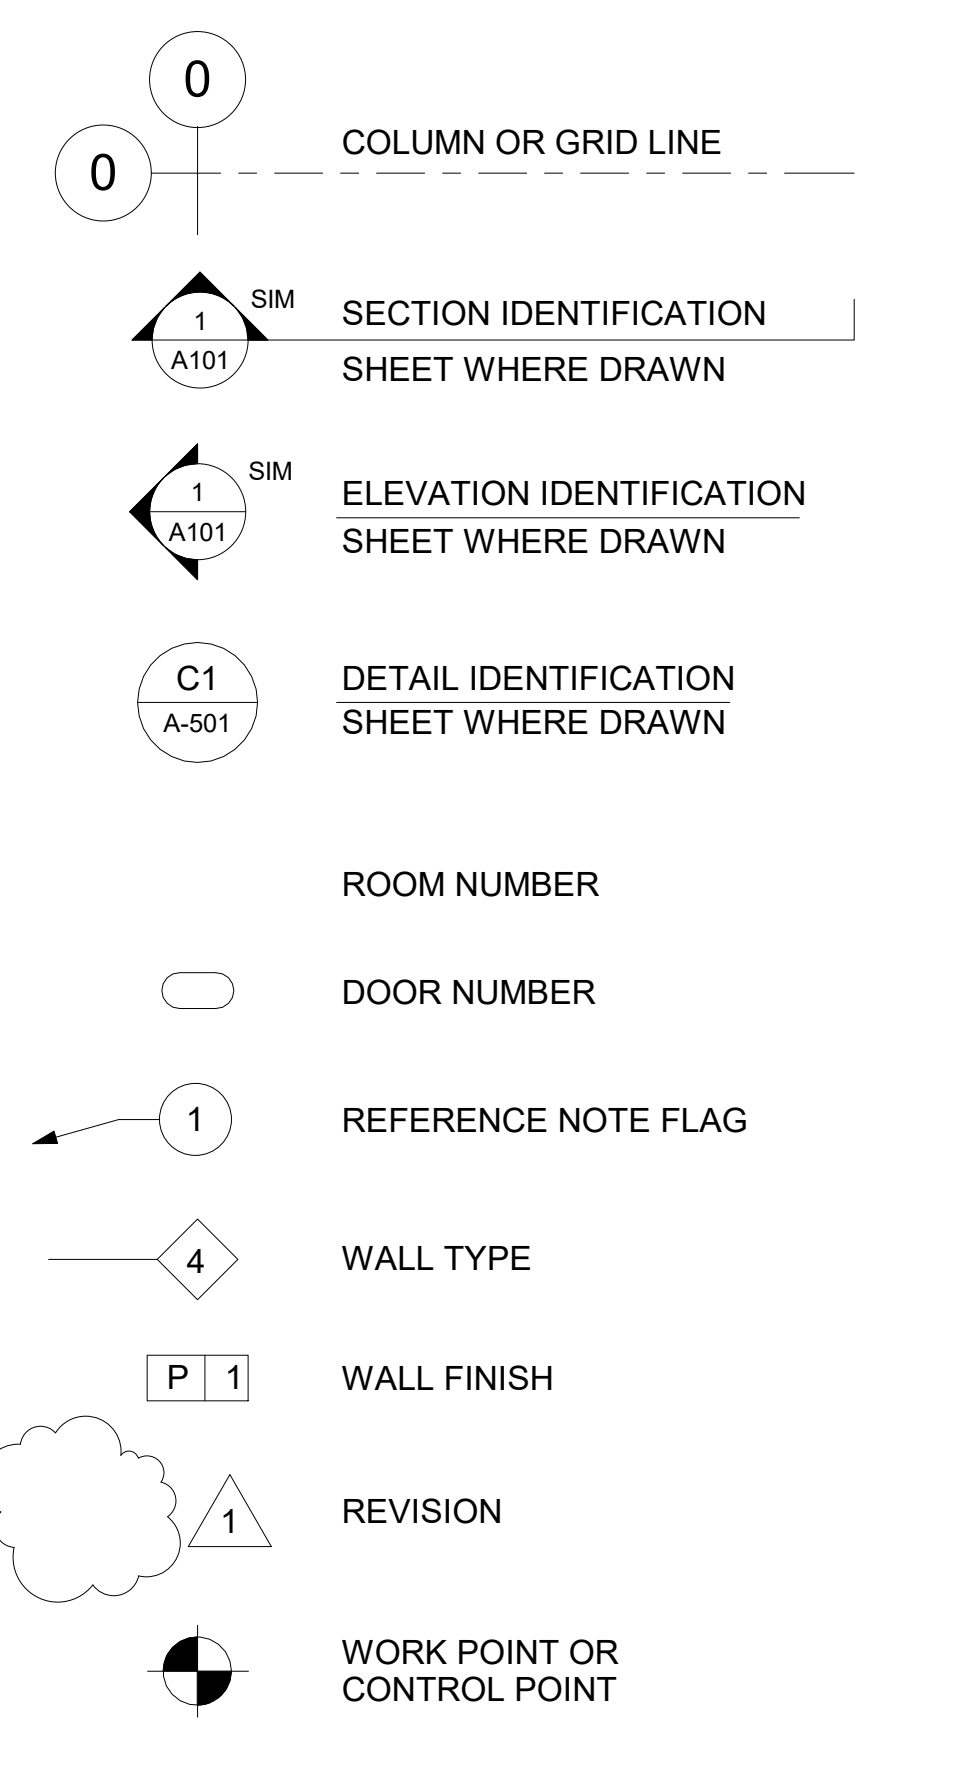 0
0
COLUMN OR GRID LINE
SIM
1
SECTION IDENTIFICATION
A101
SHEET WHERE DRAWN
SIM
1
ELEVATION IDENTIFICATION
A101
SHEET WHERE DRAWN
C1
DETAIL IDENTIFICATION
A-501
SHEET WHERE DRAWN
ROOM NUMBER
DOOR NUMBER
1
REFERENCE NOTE FLAG
4
WALL TYPE
P 1
WALL FINISH
1
REVISION
WORK POINT OR
CONTROL POINT